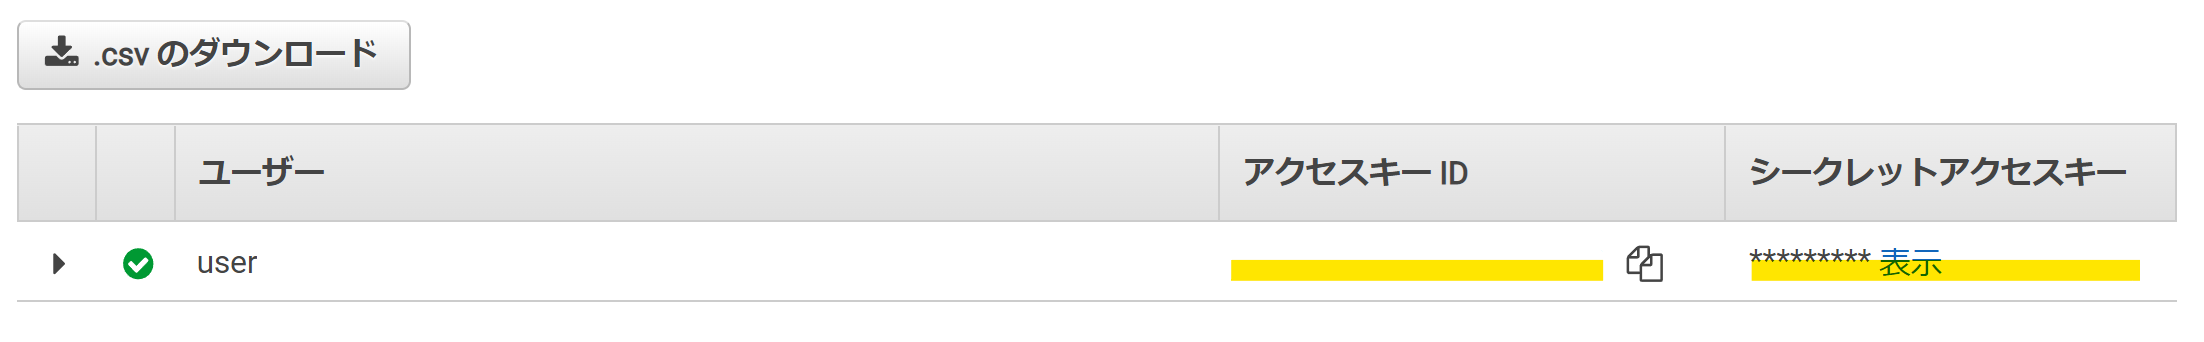 .csv のダウンロード
ユーザー アクセスキー ID シークレットアクセスキー
user ********* 表示